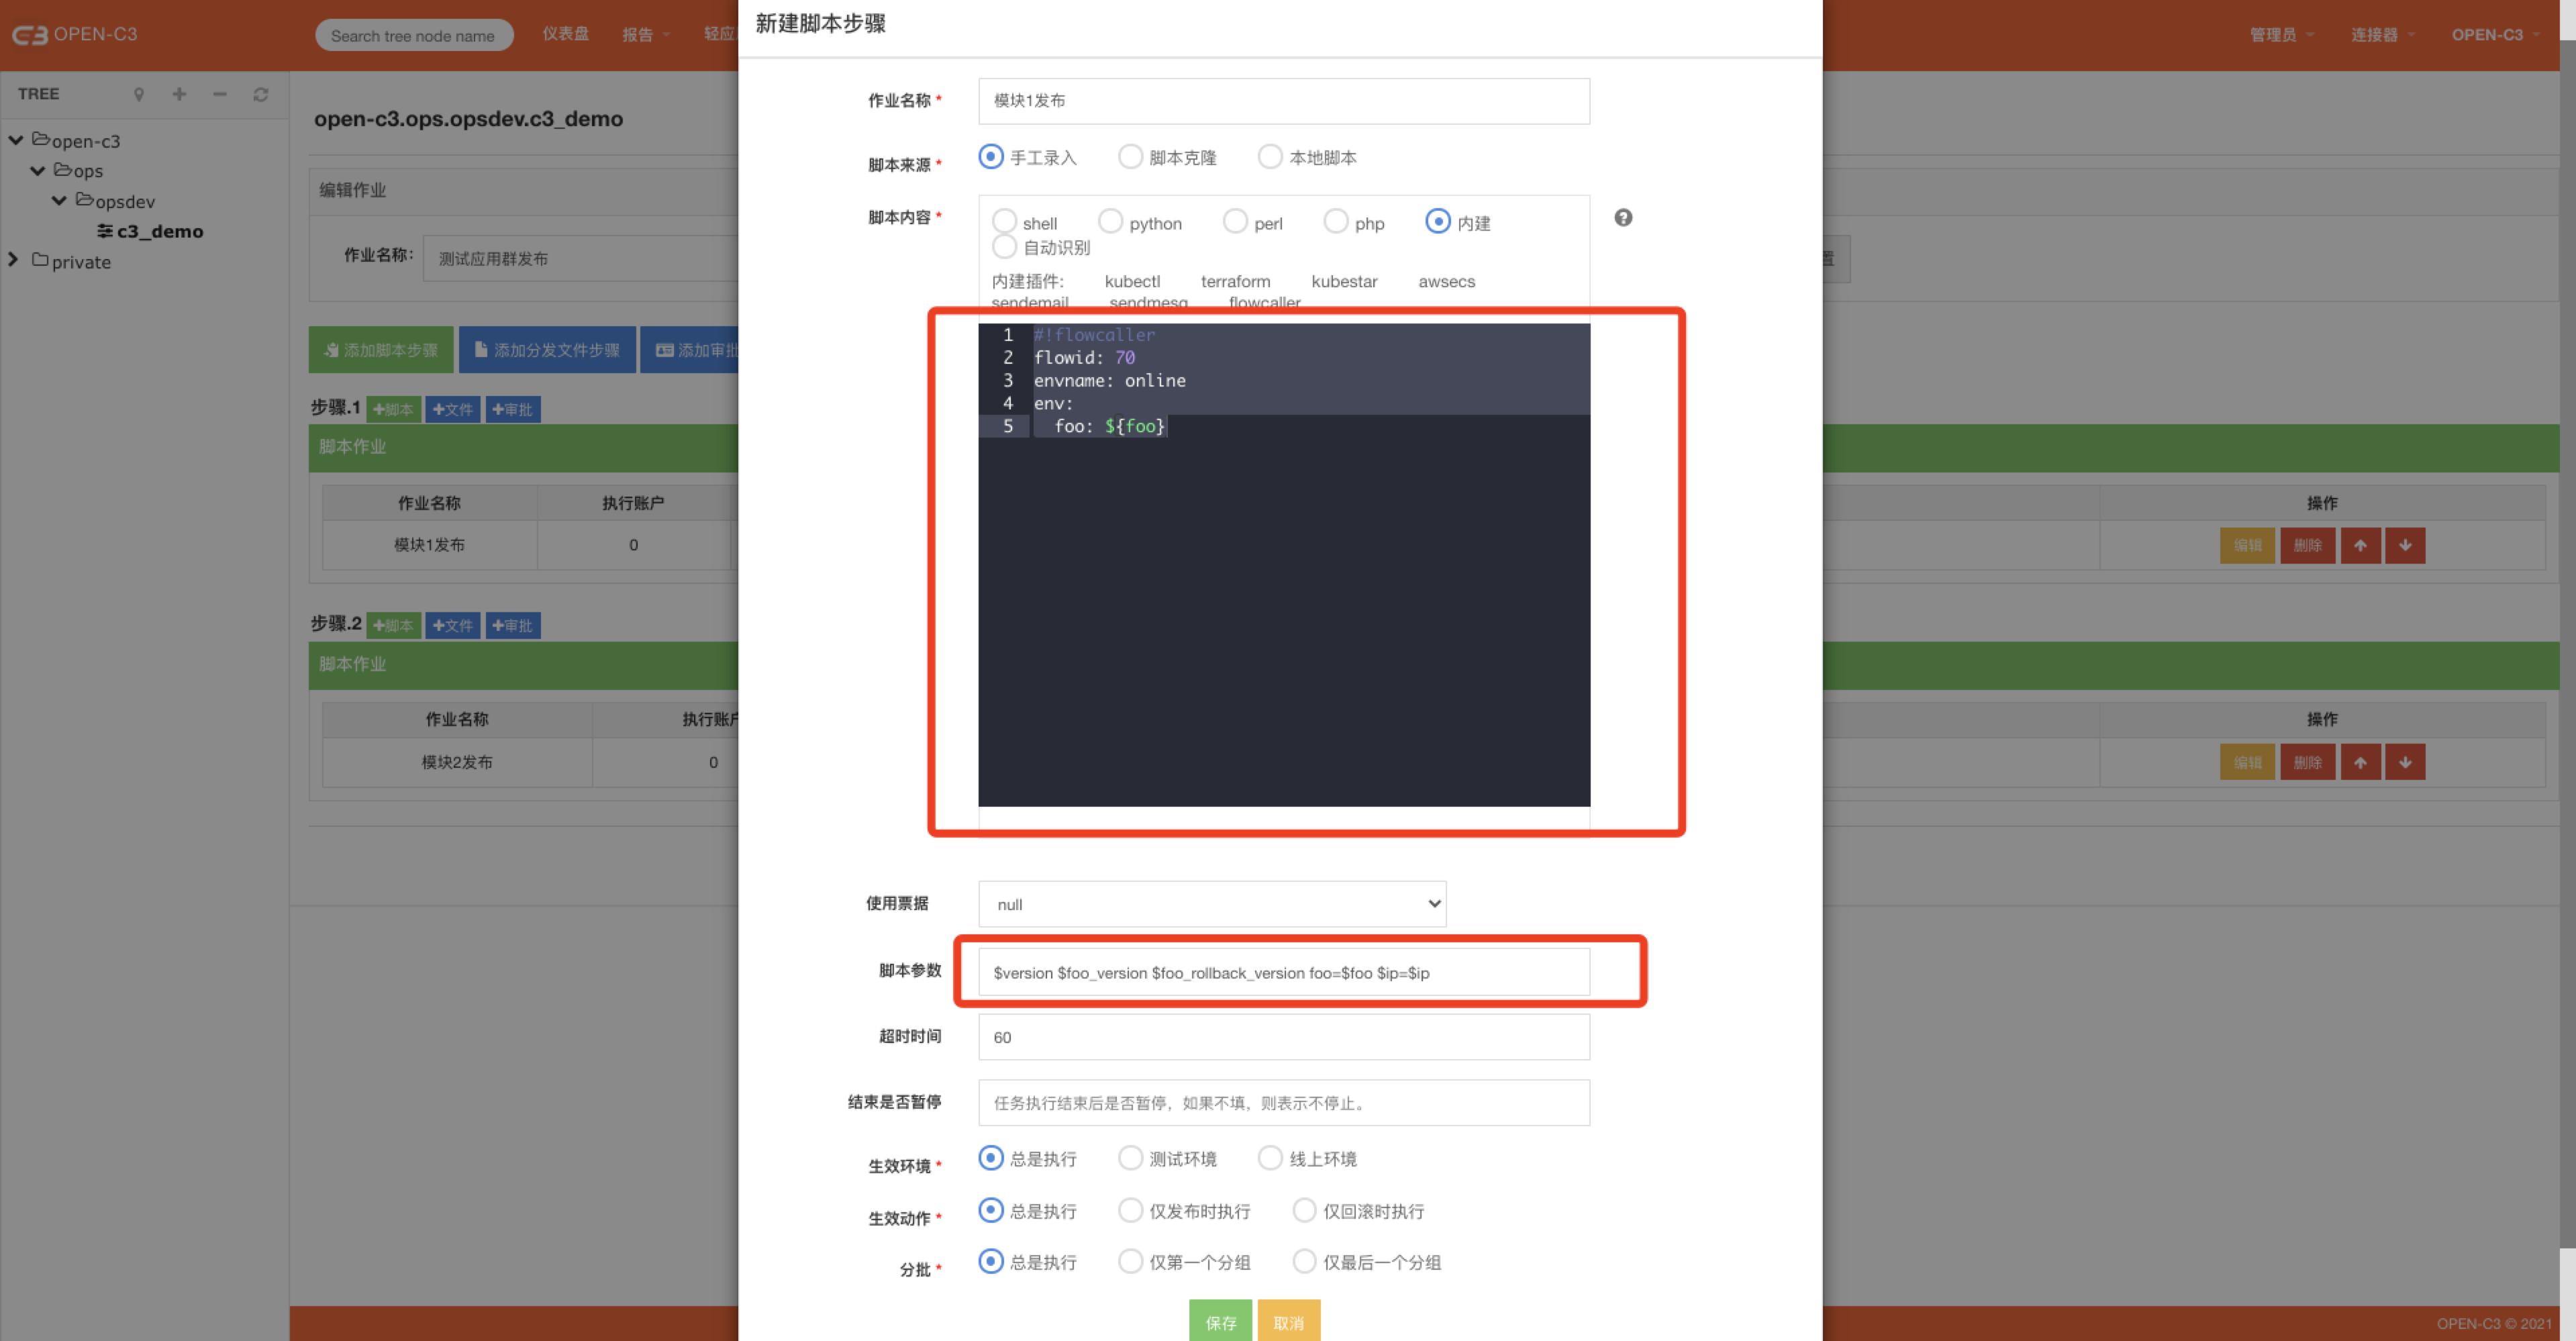 OPEN-C3
Search tree node name
仪表盘
报告
管理员
连接器
OPEN-C3
TREE
open-c3
ops
opsdev
c3_demo
private
open-c3.ops.opsdev.c3_demo
编辑作业
作业名称:
测试应用群发布
添加脚本步骤
添加分发文件步骤
步骤.1
脚本
文件
审批
脚本作业
作业名称
执行账户
操作
模块1发布
0
编辑
删除
步骤.2
脚本
文件
审批
脚本作业
作业名称
操作
模块2发布
0
编辑
删除
新建脚本步骤
作业名称 *
模块1发布
脚本来源 *
手工录入
脚本克隆
本地脚本
脚本内容 *
shell
python
perl
php
内建
自动识别
内建插件:
kubectl
terraform
kubestar
awsecs
sendemail
sendmesg
flowcaller
1 #!flowcaller
2 flowid: 70
3 envname: online
4 env:
5 foo: ${foo}
使用票据
null
脚本参数
$version $foo_version $foo_rollback_version foo=$foo $ip=$ip
超时时间
60
结束是否暂停
任务执行结束后是否暂停，如果不填，则表示不停止。
生效环境 *
总是执行
测试环境
线上环境
生效动作 *
总是执行
仅发布时执行
仅回滚时执行
分批 *
总是执行
仅第一个分组
仅最后一个分组
保存
取消
OPEN-C3 © 2021